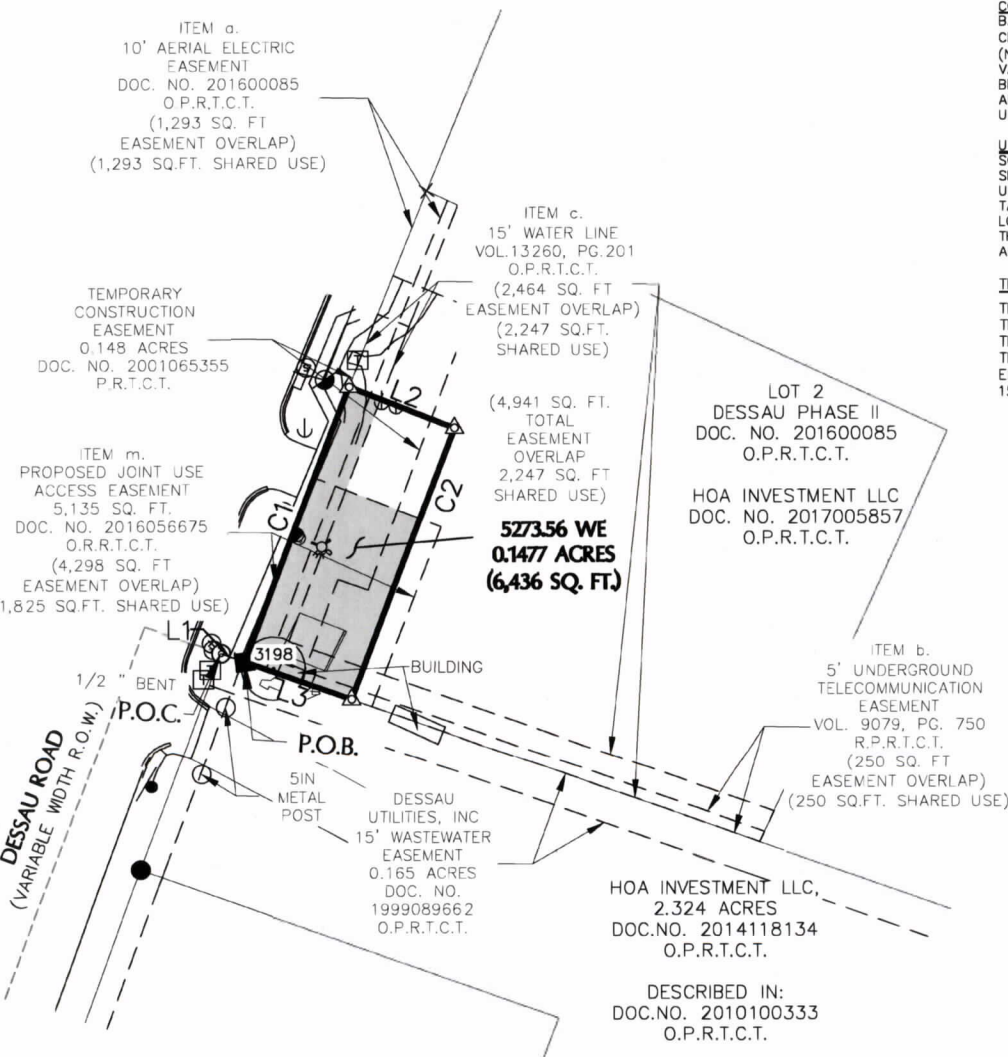 ITEM a.
10' AERIAL ELECTRIC
EASEMENT
DOC. NO. 201600085
O.P.R.T.C.T.
(1,293 SQ. FT
EASEMENT OVERLAP)
(1,293 SQ.FT. SHARED USE)
ITEM c.
15' WATER LINE
VOL.13260, PG.201
O.P.R.T.C.T.
(2,464 SQ. FT
EASEMENT OVERLAP)
(2,247 SQ.FT.
SHARED USE)
TEMPORARY
CONSTRUCTION
EASEMENT
0.148 ACRES
DOC. NO. 2001065355
P.R.T.C.T.
L2
(4,941 SQ. FT.
TOTAL
EASEMENT
OVERLAP
2,247 SQ. FT
SHARED USE)
LOT 2
DESSAU PHASE II
DOC. NO. 201600085
O.P.R.T.C.T.
HOA INVESTMENT LLC
DOC. NO. 2017005857
O.P.R.T.C.T.
ITEM m.
PROPOSED JOINT USE
ACCESS EASEMENT
5,135 SQ. FT.
DOC. NO. 2016056675
O.R.R.T.C.T.
(4,298 SQ. FT
EASEMENT OVERLAP)
1,825 SQ.FT. SHARED USE)
C1
C2
5273.56 WE
0.1477 ACRES
(6,436 SQ. FT.)
L1
3198
BUILDING
1/2 " BENT
P.O.C.
L3
P.O.B.
ITEM b.
5' UNDERGROUND
TELECOMMUNICATION
EASEMENT
VOL. 9079, PG. 750
R.P.R.T.C.T.
(250 SQ. FT
EASEMENT OVERLAP)
(250 SQ.FT. SHARED USE)
DESSAU ROAD
(VARIABLE WIDTH R.O.W.)
5IN
METAL
POST
DESSAU
UTILITIES, INC
15' WASTEWATER
EASEMENT
0.165 ACRES
DOC. NO.
1999089662
O.P.R.T.C.T.
HOA INVESTMENT LLC,
2.324 ACRES
DOC.NO. 2014118134
O.P.R.T.C.T.
DESCRIBED IN:
DOC.NO. 2010100333
O.P.R.T.C.T.